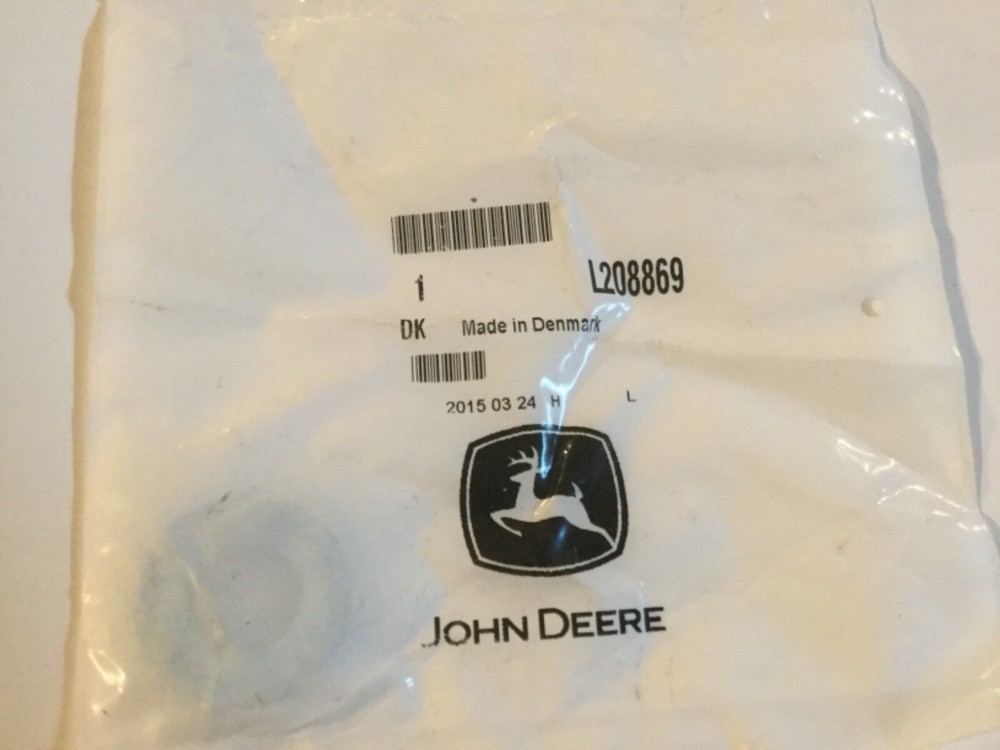 1 L208869
DK Made in Denmark
2015 03 24 H L
JOHN DEERE